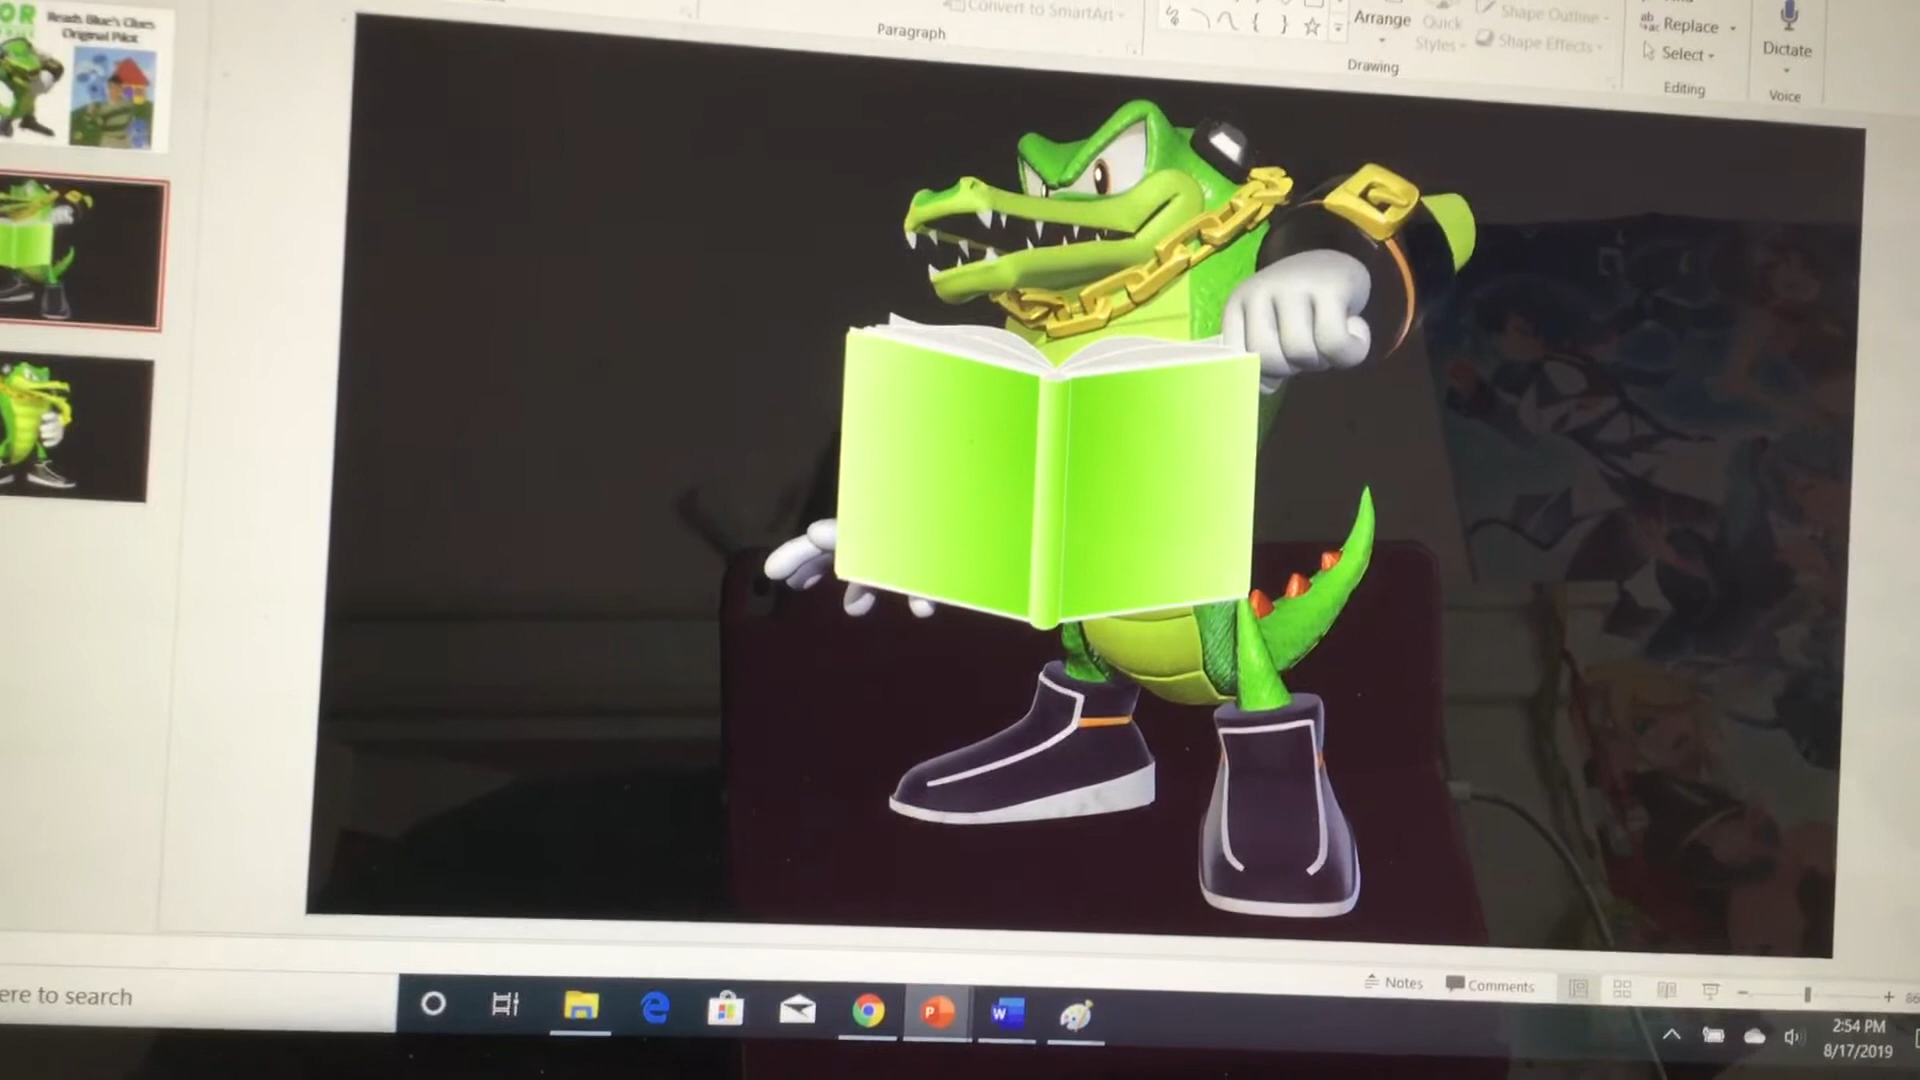 OR
Reads Blue's Clues
Original Pilot
Convert to SmartArt
Paragraph
Arrange
Quick
Styles
Shape Outline
Shape Effects
Drawing
Replace
Select
Editing
Dictate
Voice
Notes
Comments
ere to search
2:54 PM
8/17/2019